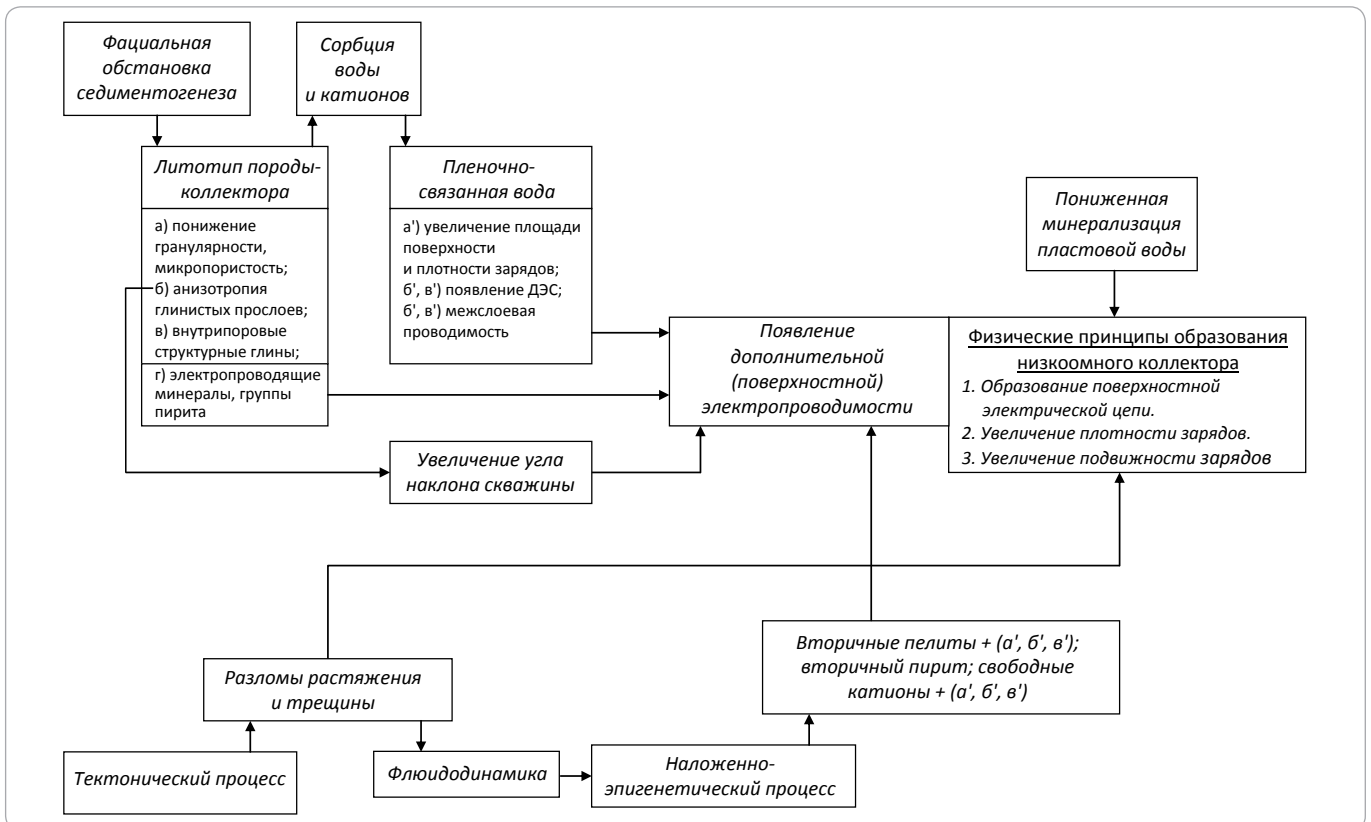 Фациальная
обстановка
седиментогенеза
Сорбция
воды
и катионов
Литотип породы-
коллектора
а) понижение
гранулярности,
микропористость;
б) анизотропия
глинистых прослоев;
в) внутрипоровые
структурные глины;
г) электропроводящие
минералы, группы
пирита
Пленочно-
связанная вода
а') увеличение площади
поверхности
и плотности зарядов;
б', в') появление ДЭС;
б', в') межслоевая
проводимость
Пониженная
минерализация
пластовой воды
Появление
дополнительной
(поверхностной)
электропроводимости
Физические принципы образования
низкоомного коллектора
1. Образование поверхностной
электрической цепи.
2. Увеличение плотности зарядов.
3. Увеличение подвижности зарядов
Увеличение угла
наклона скважины
Вторичные пелиты + (а', б', в');
вторичный пирит; свободные
катионы + (а', б', в')
Разломы растяжения
и трещины
Тектонический процесс
Флюидодинамика
Наложенно-
эпигенетический процесс